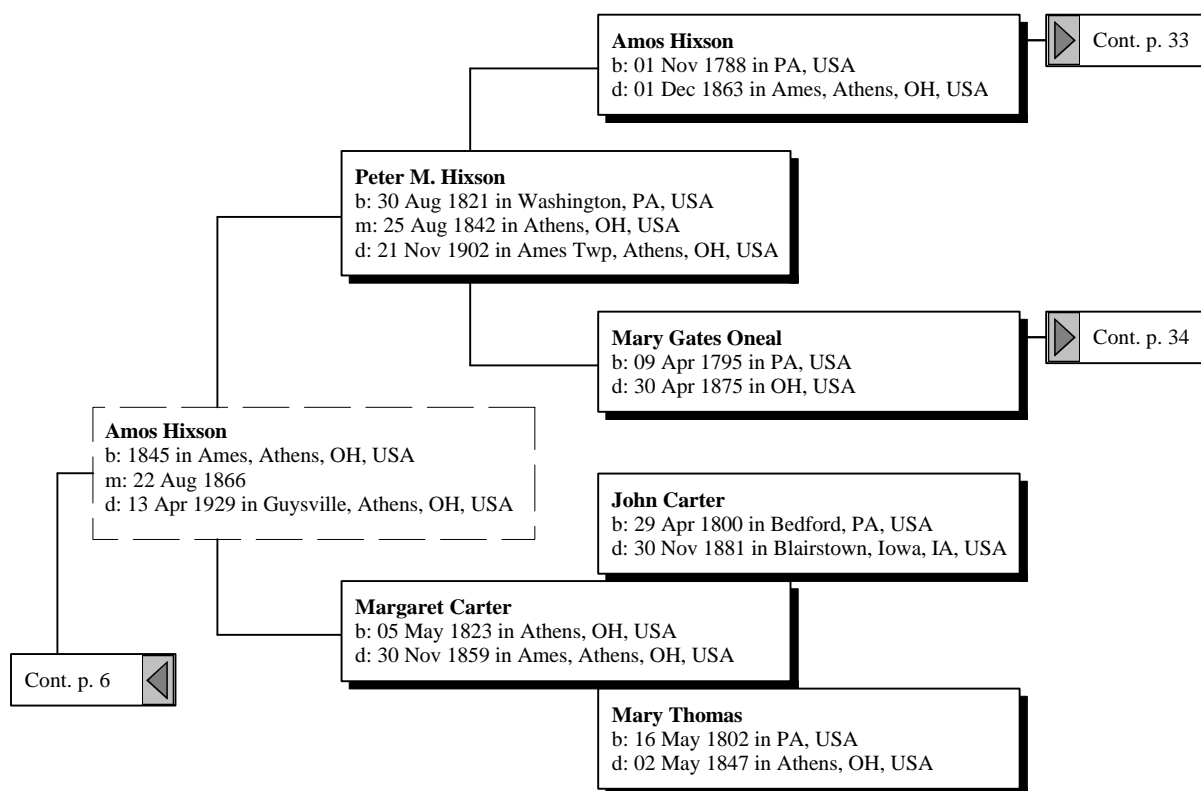 Amos Hixson
b: 01 Nov 1788 in PA, USA
d: 01 Dec 1863 in Ames, Athens, OH, USA
Cont. p. 33
Peter M. Hixson
b: 30 Aug 1821 in Washington, PA, USA
m: 25 Aug 1842 in Athens, OH, USA
d: 21 Nov 1902 in Ames Twp, Athens, OH, USA
Mary Gates Oneal
b: 09 Apr 1795 in PA, USA
d: 30 Apr 1875 in OH, USA
Cont. p. 34
Amos Hixson
b: 1845 in Ames, Athens, OH, USA
m: 22 Aug 1866
d: 13 Apr 1929 in Guysville, Athens, OH, USA
John Carter
b: 29 Apr 1800 in Bedford, PA, USA
d: 30 Nov 1881 in Blairstown, Iowa, IA, USA
Margaret Carter
b: 05 May 1823 in Athens, OH, USA
d: 30 Nov 1859 in Ames, Athens, OH, USA
Cont. p. 6
Mary Thomas
b: 16 May 1802 in PA, USA
d: 02 May 1847 in Athens, OH, USA